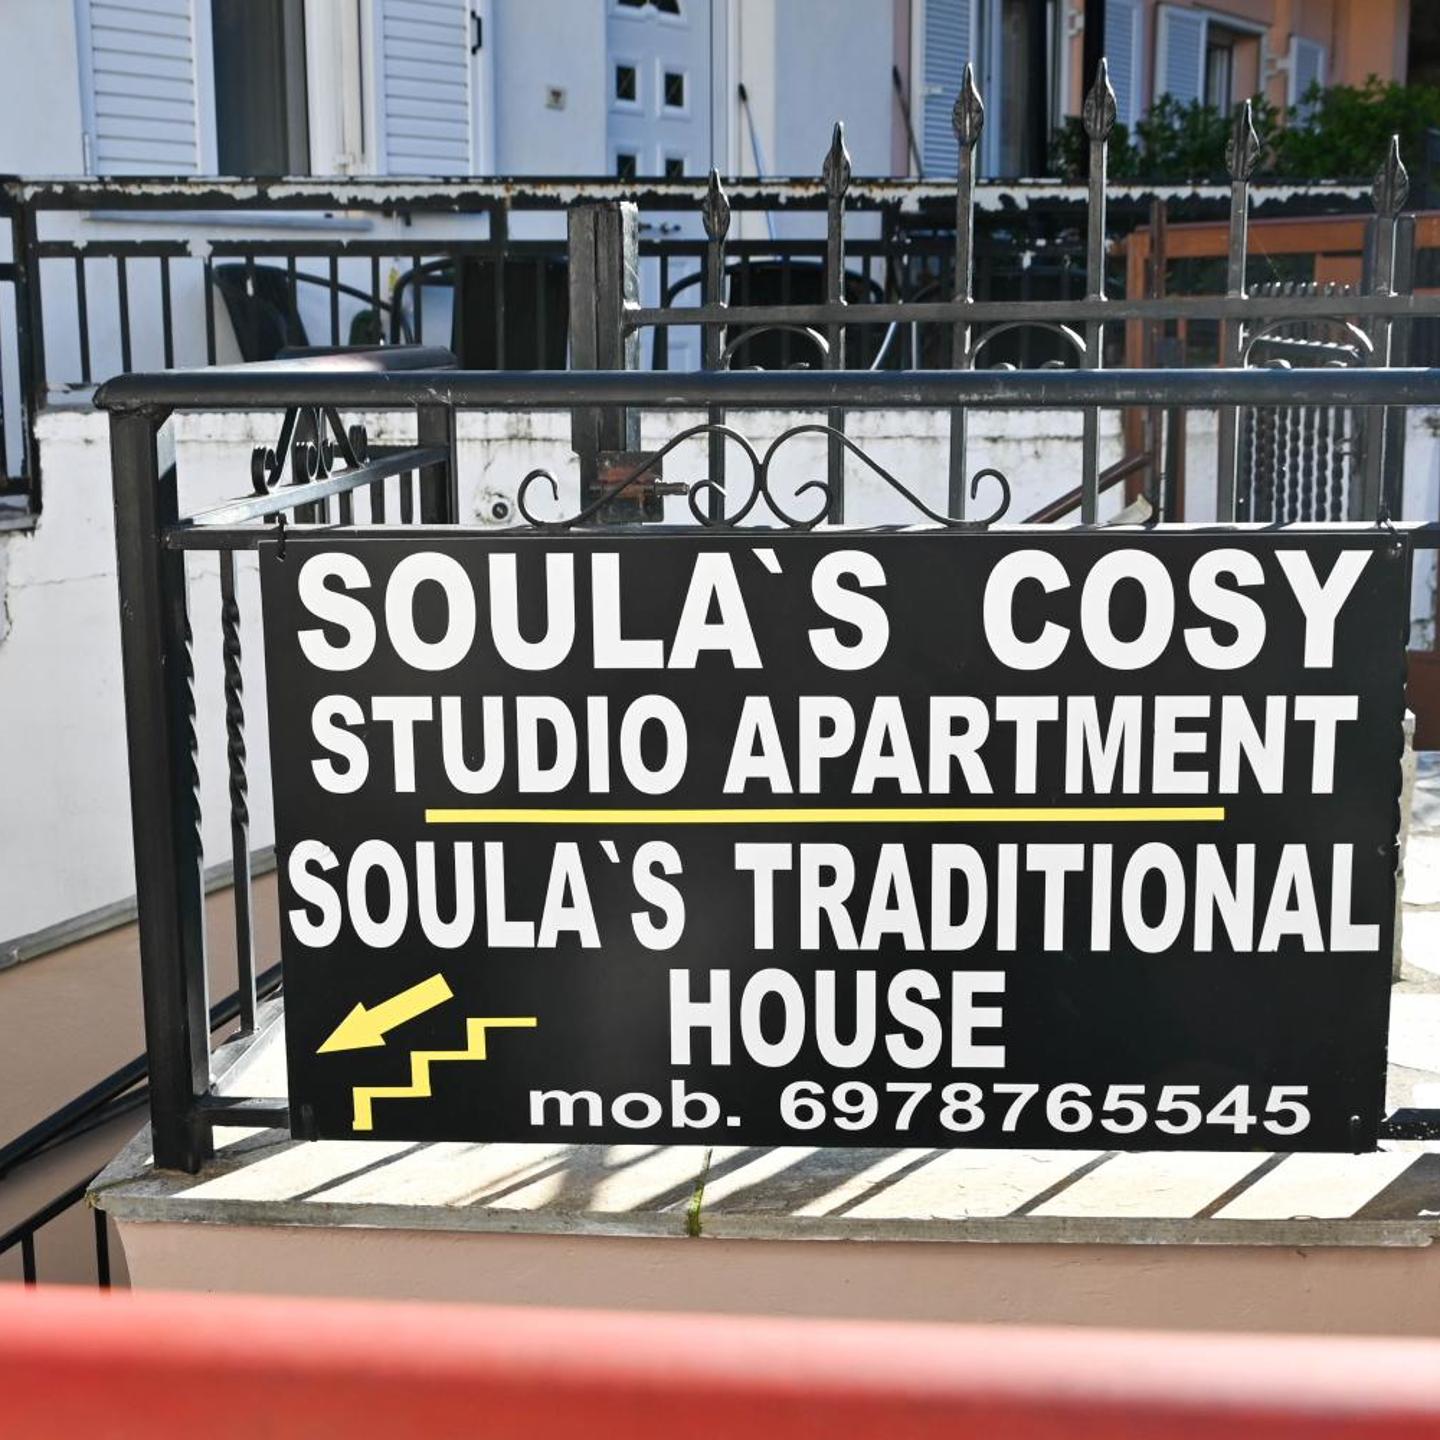 SOULA`S COSY
STUDIO APARTMENT
SOULA`S TRADITIONAL
HOUSE
mob. 6978765545